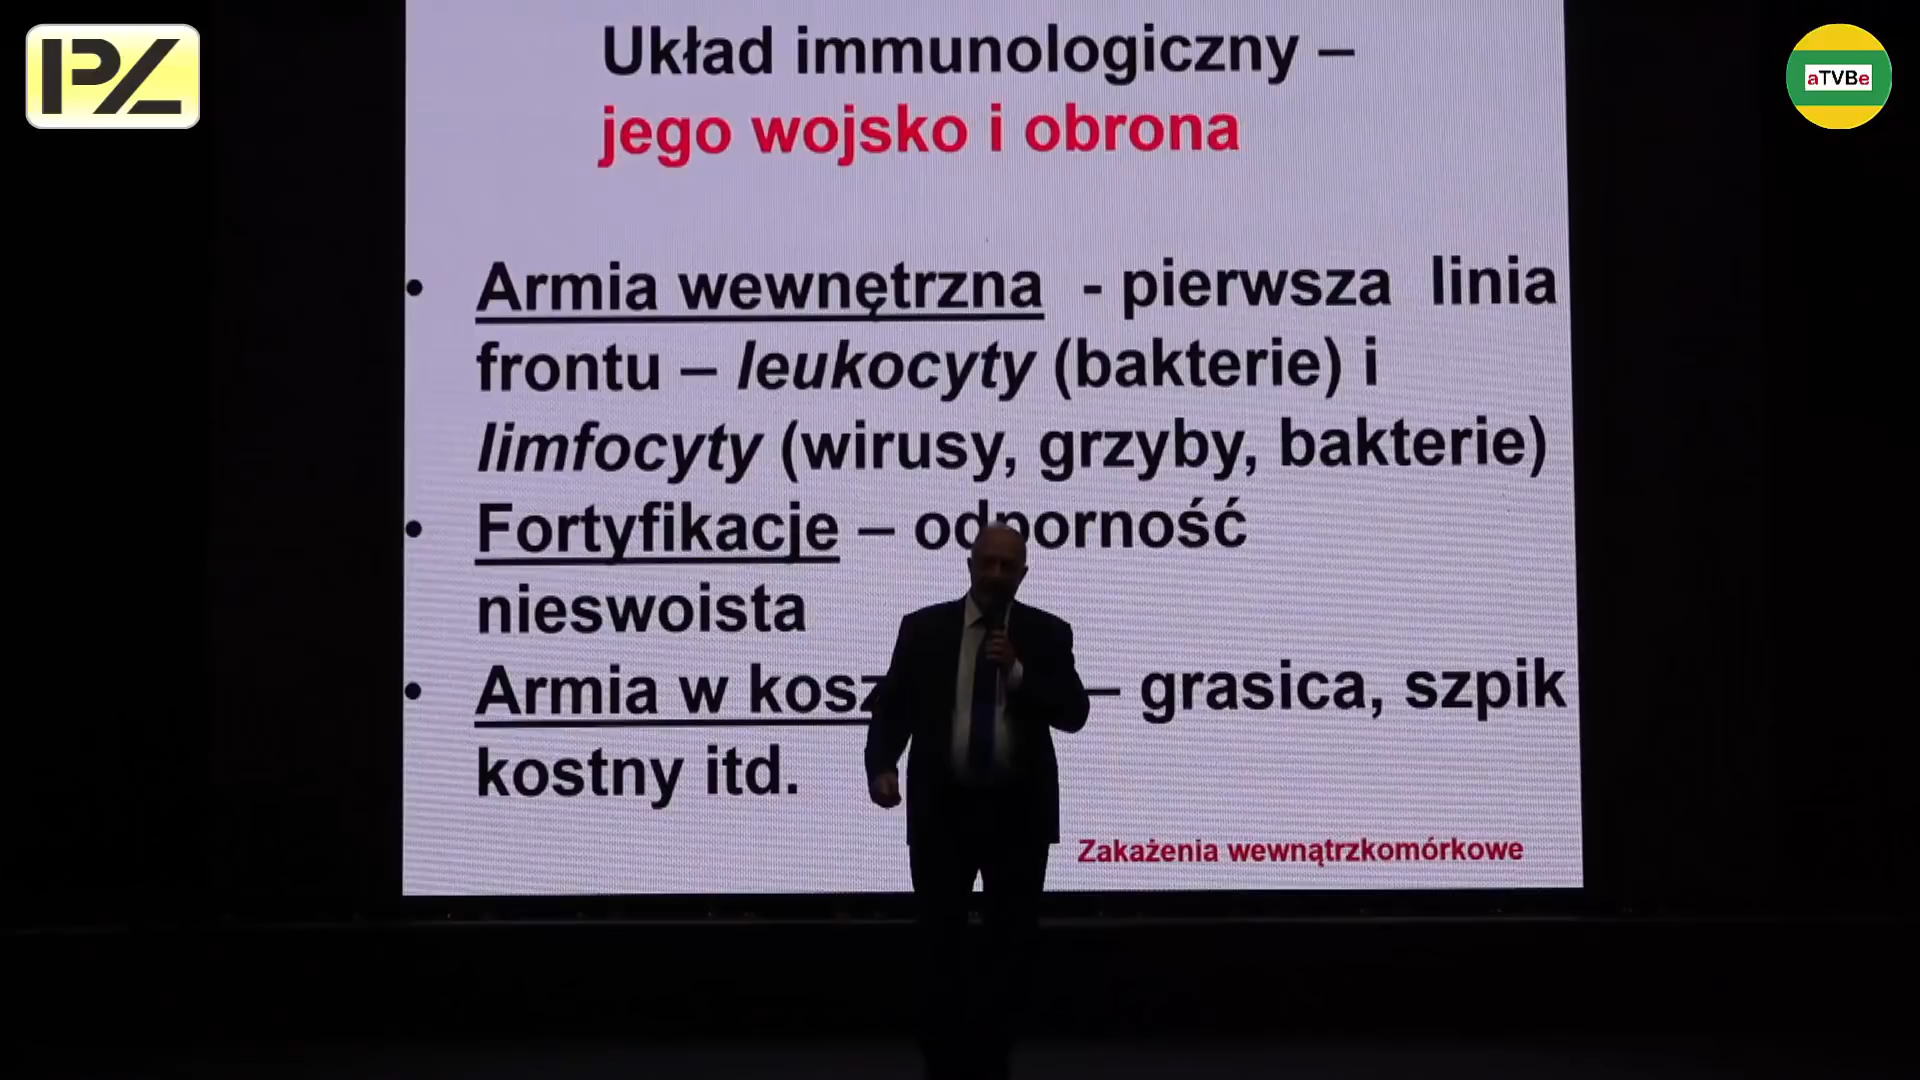 PZ
aTVBe
Układ immunologiczny –
jego wojsko i obrona
• Armia wewnętrzna - pierwsza linia
frontu – leukocyty (bakterie) i
limfocyty (wirusy, grzyby, bakterie)
• Fortyfikacje – odporność
nieswoista
• Armia w – grasica, szpik
kostny itd.
Zakażenia wewnątrzkomórkowe